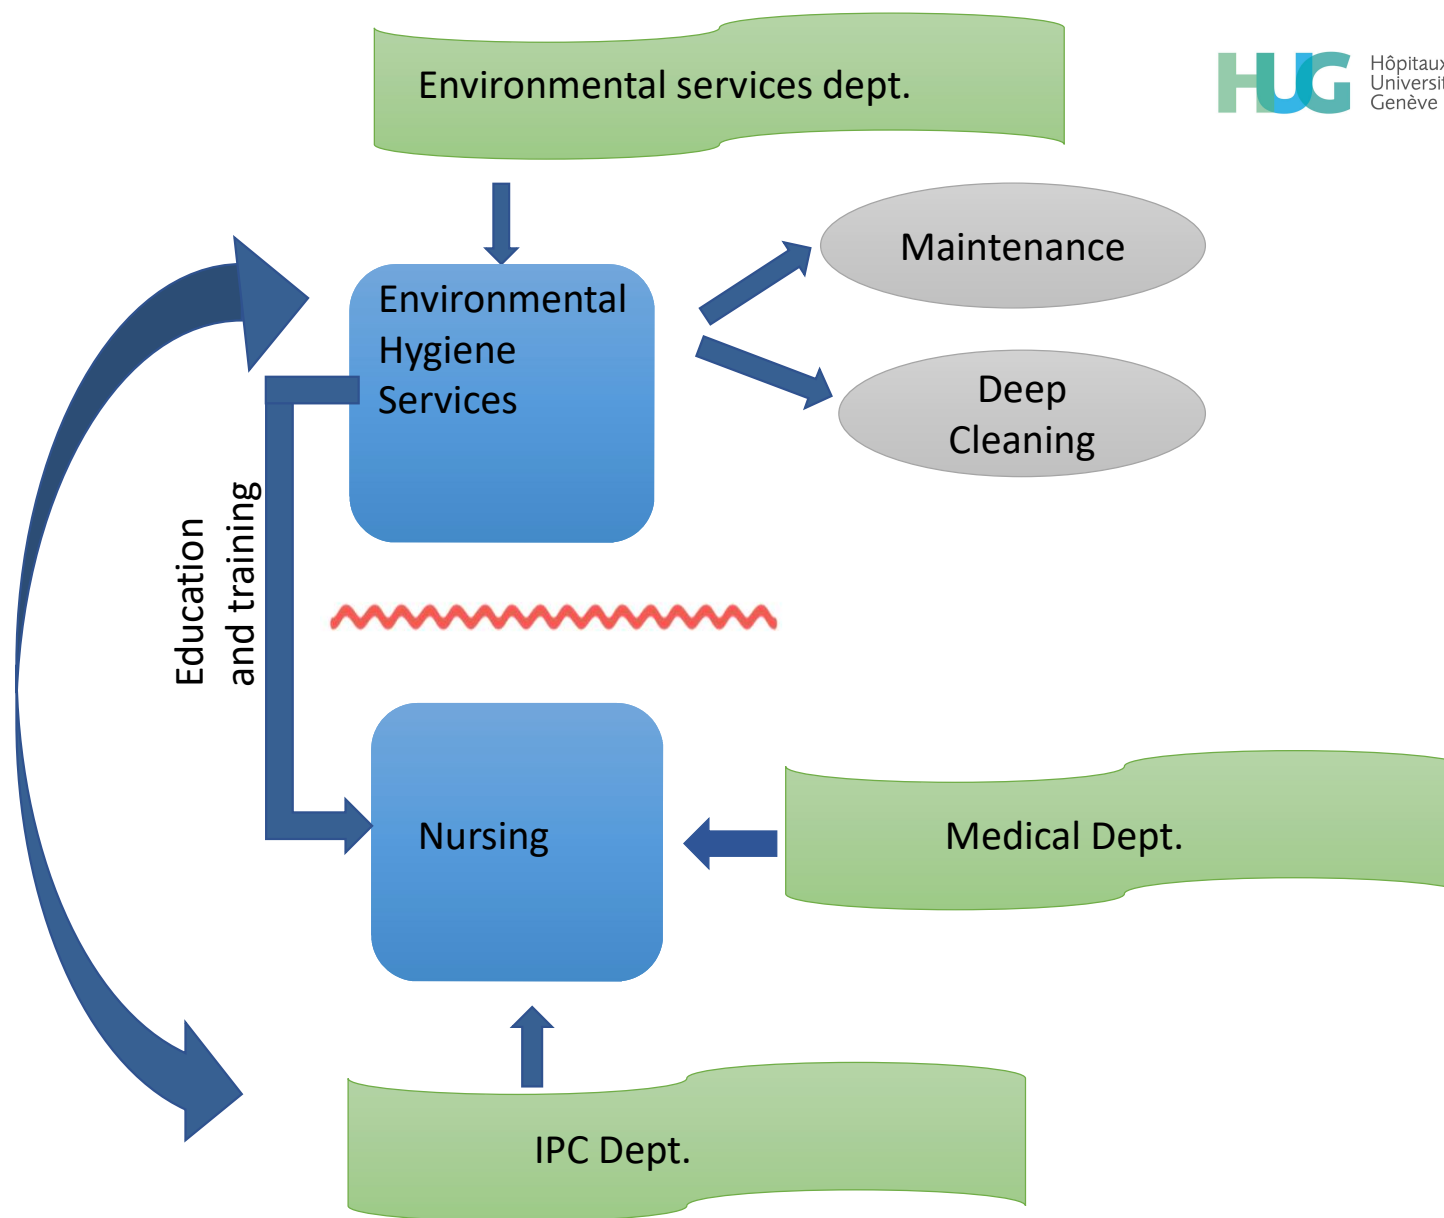 Environmental services dept.
HUG
Hôpitaux
Genève
Maintenance
Environmental
Hygiene
Services
Deep
Cleaning
Education
and training
Nursing
Medical Dept.
IPC Dept.